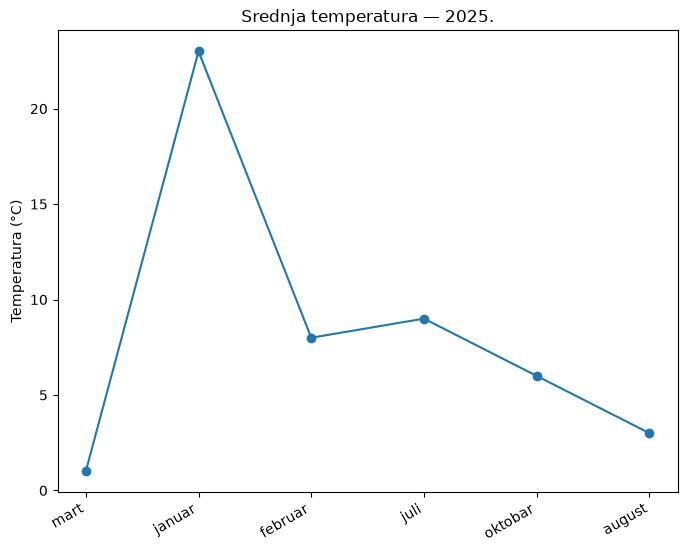 Srednja temperatura — 2025.
Temperatura (°C)
20
15
10
5
0
mart
januar
februar
juli
oktobar
august